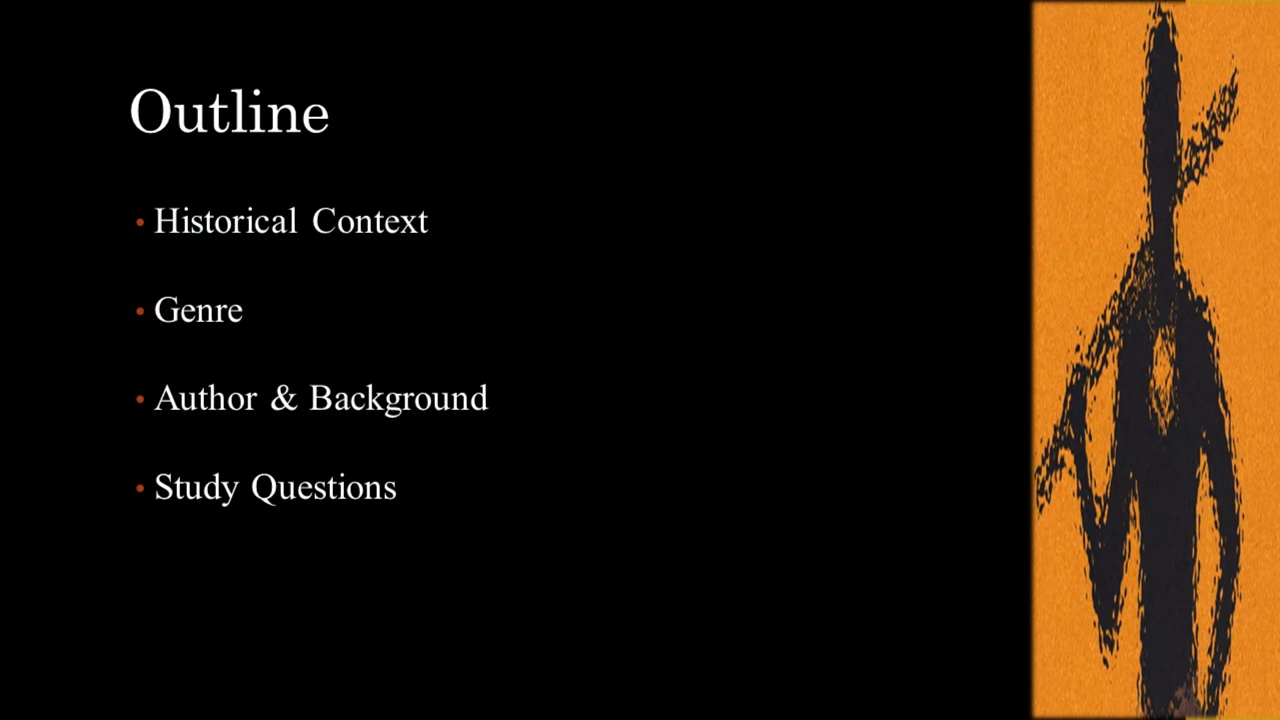 Outline
• Historical Context
• Genre
• Author & Background
• Study Questions